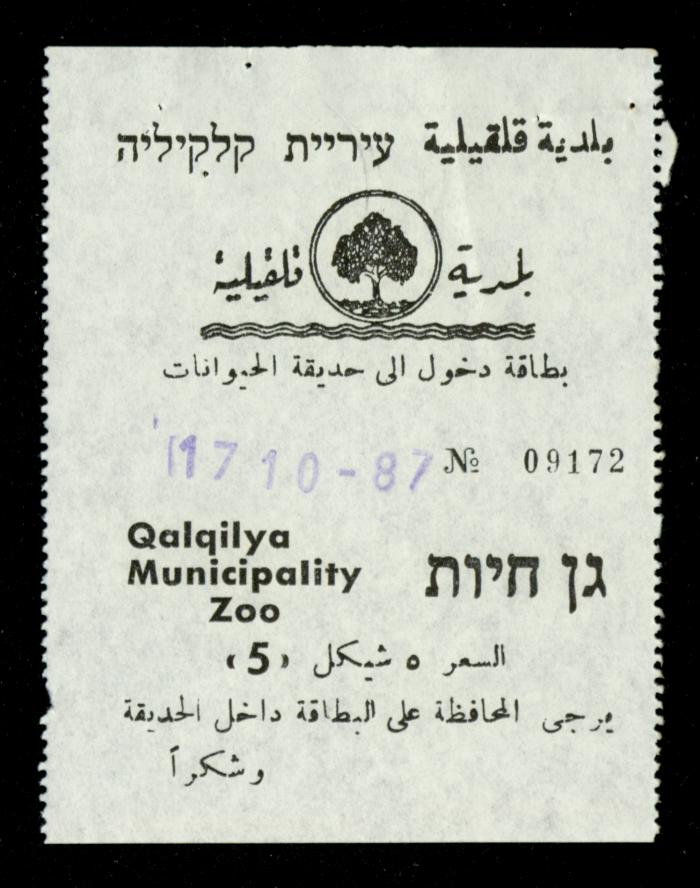 بلدية قلقيلية עיריית קלקיליה
بلدية قلقيلية
بطاقة دخول الى حديقة الحيوانات
17 10-87 № 09172
Qalqilya
Municipality
Zoo
גן חיות
السعر ٥ شيكل (5)
يرجى المحافظة على البطاقة داخل الحديقة
وشكراً